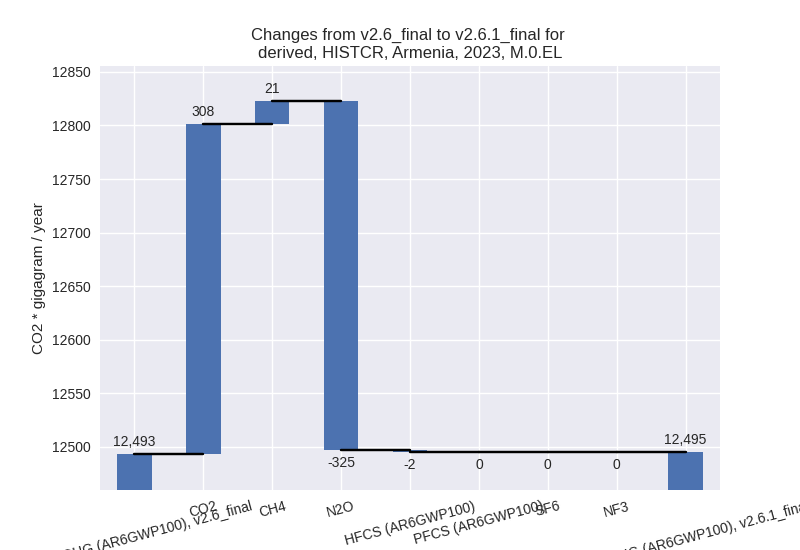 Changes from v2.6_final to v2.6.1_final for
derived, HISTCR, Armenia, 2023, M.0.EL
CO2 * gigagram / year
12850
12800
12750
12700
12650
12600
12550
12500
12,493
308
21
-325
-2
0
0
0
12,495
(AR6GWP100), v2.6_final
CO2
CH4
N2O
HFCS (AR6GWP100)
PFCS (AR6GWP100)
SF6
NF3
(AR6GWP100), v2.6.1_fina